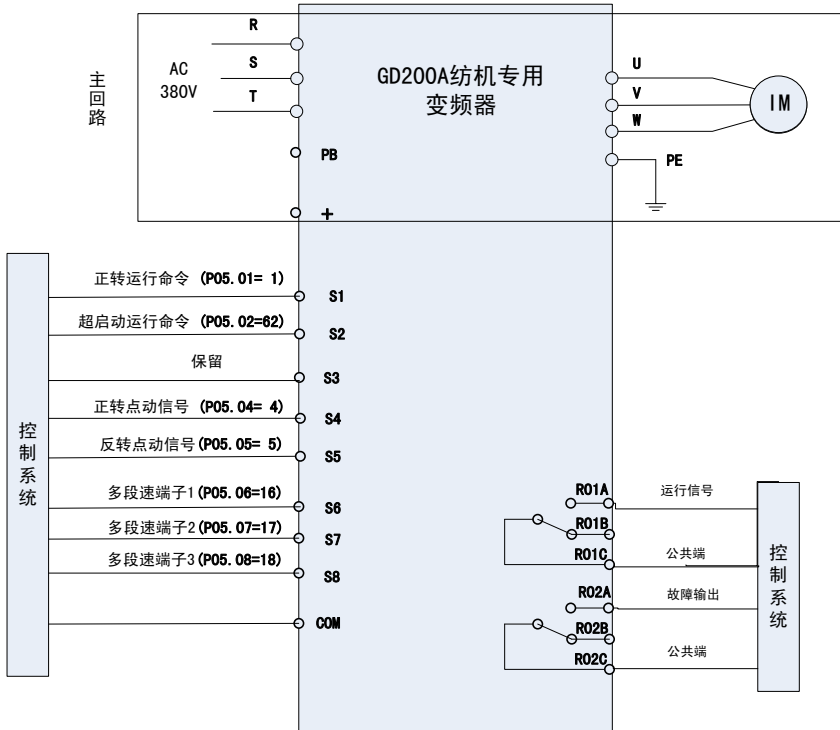 R
S
T
AC
380V
主回路
GD200A纺机专用
变频器
U
V
W
IM
PE
PB
+
正转运行命令 (P05.01= 1)
S1
超启动运行命令 (P05.02=62)
S2
保留
S3
正转点动信号(P05.04= 4)
S4
反转点动信号(P05.05= 5)
S5
多段速端子1(P05.06=16)
S6
多段速端子2(P05.07=17)
S7
多段速端子3(P05.08=18)
S8
COM
控制系统
RO1A
运行信号
RO1B
RO1C
公共端
RO2A
故障输出
RO2B
RO2C
公共端
控制系统